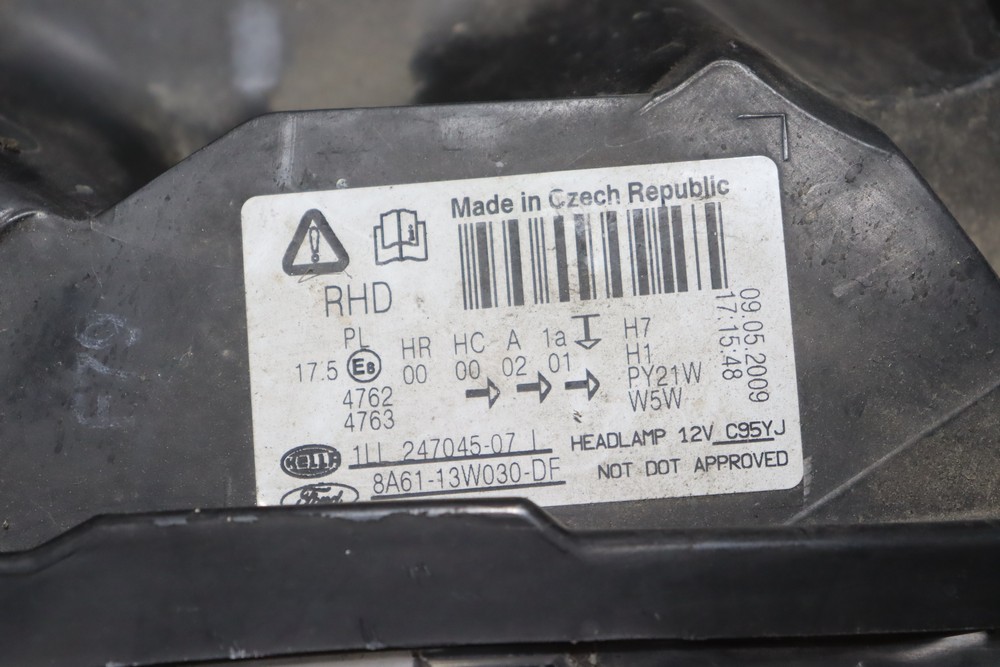 Made in Czech Republic
RHD
09.05.2009
17:15:48
PL HR HC A 1a H7
17.5 E8 00 00 02 01 H1
PY21W
4762 W5W
4763
HELLA 1LL 247045-07 L HEADLAMP 12V C95YJ
Ford 8A61-13W030-DF NOT DOT APPROVED